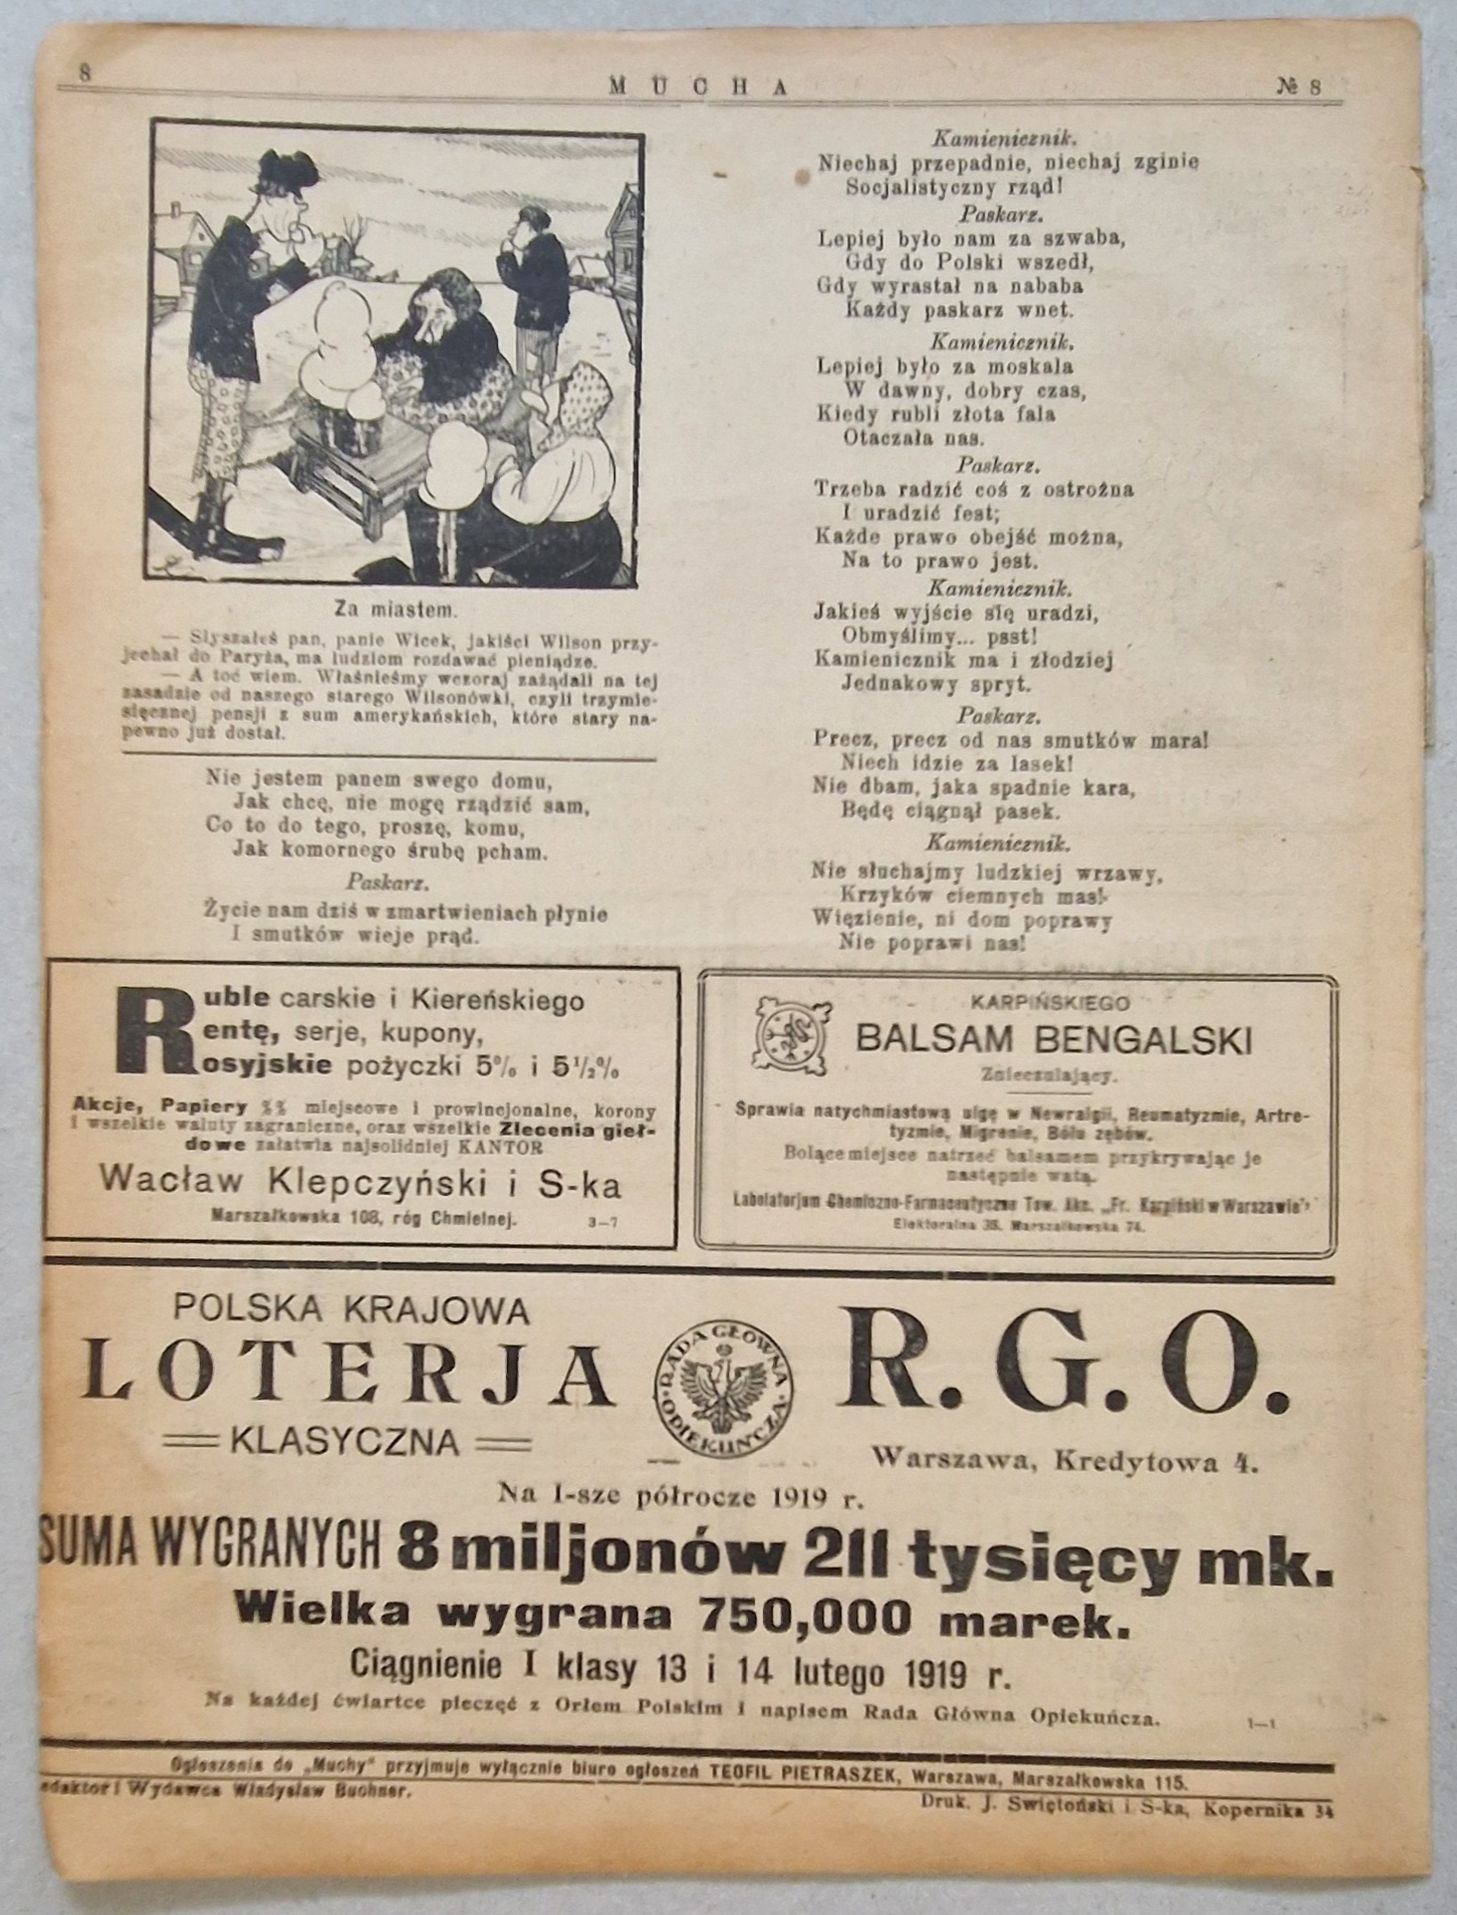 8
MUCHA
№ 8
Za miastem.
— Słyszałeś pan, panie Wicek, jakiści Wilson przy-
jechał do Paryża, ma ludziom rozdawać pieniądze.
— A toć wiem. Właśnieśmy wczoraj zażądali na tej
zasadzie od naszego starego Wilsonówki, czyli trzymie-
sięcznej pensji z sum amerykańskich, które stary na-
pewno już dostał.
Nie jestem panem swego domu,
Jak chcę, nie mogę rządzić sam,
Co to do tego, proszę, komu,
Jak komornego śrubę pcham.
Paskarz.
Życie nam dziś w zmartwieniach płynie
I smutków wieje prąd.
Kamienicznik.
Niechaj przepadnie, niechaj zginie
Socjalistyczny rząd!
Paskarz.
Lepiej było nam za szwaba,
Gdy do Polski wszedł,
Gdy wyrastał na nababa
Każdy paskarz wnet.
Kamienicznik.
Lepiej było za moskala
W dawny, dobry czas,
Kiedy rubli złota fala
Otaczała nas.
Paskarz.
Trzeba radzić coś z ostrożna
I uradzić fest;
Każde prawo obejść można,
Na to prawo jest.
Kamienicznik.
Jakieś wyjście się uradzi,
Obmyślimy... psst!
Kamienicznik ma i złodziej
Jednakowy spryt.
Paskarz.
Precz, precz od nas smutków mara!
Niech idzie za lasek!
Nie dbam, jaka spadnie kara,
Będę ciągnął pasek.
Kamienicznik.
Nie słuchajmy ludzkiej wrzawy,
Krzyków ciemnych mas!
Więzienie, ni dom poprawy
Nie poprawi nas!
Ruble carskie i Kiereńskiego
Rentę, serje, kupony,
Rosyjskie pożyczki 5% i 5½%
Akcje, Papiery %% miejscowe i prowincjonalne, korony
i wszelkie waluty zagraniczne, oraz wszelkie Zlecenia gieł-
dowe załatwia najsolidniej KANTOR
Wacław Klepczyński i S-ka
Marszałkowska 108, róg Chmielnej.
3—7
KARPIŃSKIEGO
BALSAM BENGALSKI
Znieczulający.
Sprawia natychmiastową ulgę w Newralgii, Reumatyzmie, Artre-
tyzmie, Migrenie, Bólu zębów.
Bolące miejsce natrzeć balsamem przykrywając je
następnie watą.
Labolatorjum Chemiczno-Farmaceutyczne Tow. Akc. „Fr. Karpiński w Warszawie"
Elektoralna 35, Marszałkowska 74.
POLSKA KRAJOWA
LOTERJA
KLASYCZNA
RADA GŁÓWNA OPIEKUŃCZA
R. G. O.
Warszawa, Kredytowa 4.
Na I-sze półrocze 1919 r.
SUMA WYGRANYCH 8 miljonów 211 tysięcy mk.
Wielka wygrana 750,000 marek.
Ciągnienie I klasy 13 i 14 lutego 1919 r.
Na każdej ćwiartce pieczęć z Orłem Polskim i napisem Rada Główna Opiekuńcza.
1—1
Ogłoszenia do „Muchy" przyjmuje wyłącznie biuro ogłoszeń TEOFIL PIETRASZEK, Warszawa, Marszałkowska 115.
edaktor i Wydawca Władysław Buchner.
Druk. J. Świętoński i S-ka, Kopernika 34